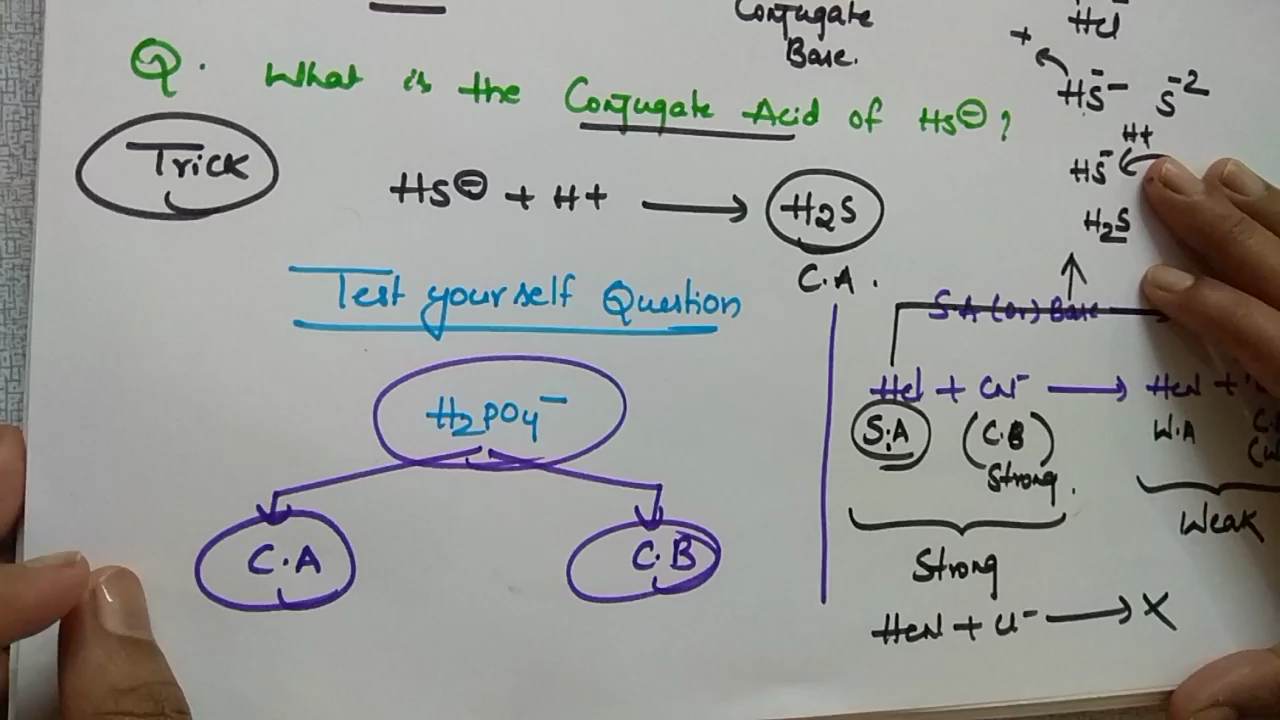 Conjugate
Base.
HCl
Q. What is the Conjugate Acid of HS⊖?
+
HS⁻ S⁻²
H+
HS⁻
H2S
Trick
HS⊖ + H+ ⟶ H2S
C.A.
Test yourself Question
H2PO4⁻
C.A
C.B
S.A (or) Base
HCl + CN⁻ ⟶ HCN +
S.A (C.B) W.A
Strong.
Weak
Strong
HCN + Cl⁻ ⟶ X